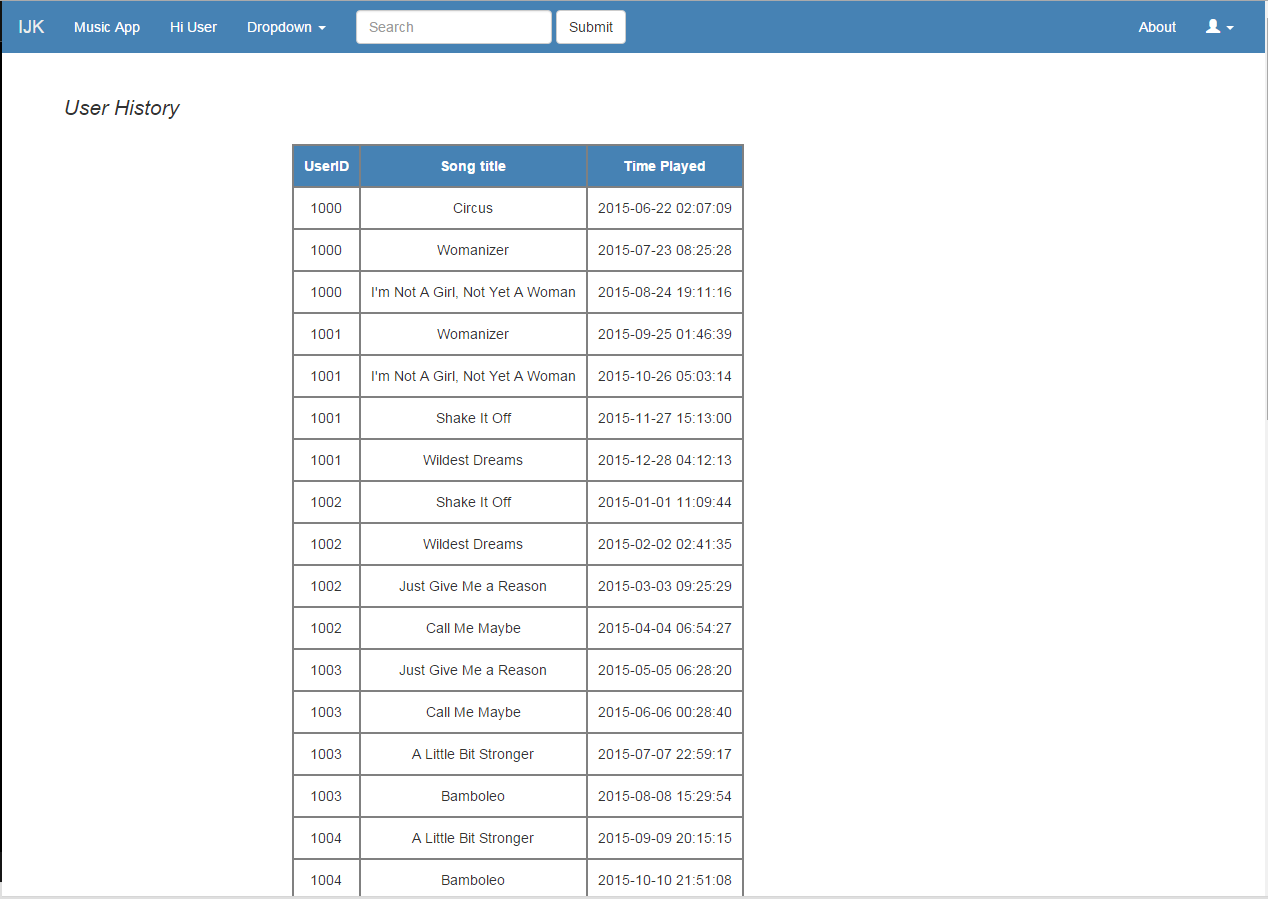 IJK Music App Hi User Dropdown Search Submit About
User History
UserID Song title Time Played
1000 Circus 2015-06-22 02:07:09
1000 Womanizer 2015-07-23 08:25:28
1000 I'm Not A Girl, Not Yet A Woman 2015-08-24 19:11:16
1001 Womanizer 2015-09-25 01:46:39
1001 I'm Not A Girl, Not Yet A Woman 2015-10-26 05:03:14
1001 Shake It Off 2015-11-27 15:13:00
1001 Wildest Dreams 2015-12-28 04:12:13
1002 Shake It Off 2015-01-01 11:09:44
1002 Wildest Dreams 2015-02-02 02:41:35
1002 Just Give Me a Reason 2015-03-03 09:25:29
1002 Call Me Maybe 2015-04-04 06:54:27
1003 Just Give Me a Reason 2015-05-05 06:28:20
1003 Call Me Maybe 2015-06-06 00:28:40
1003 A Little Bit Stronger 2015-07-07 22:59:17
1003 Bamboleo 2015-08-08 15:29:54
1004 A Little Bit Stronger 2015-09-09 20:15:15
1004 Bamboleo 2015-10-10 21:51:08